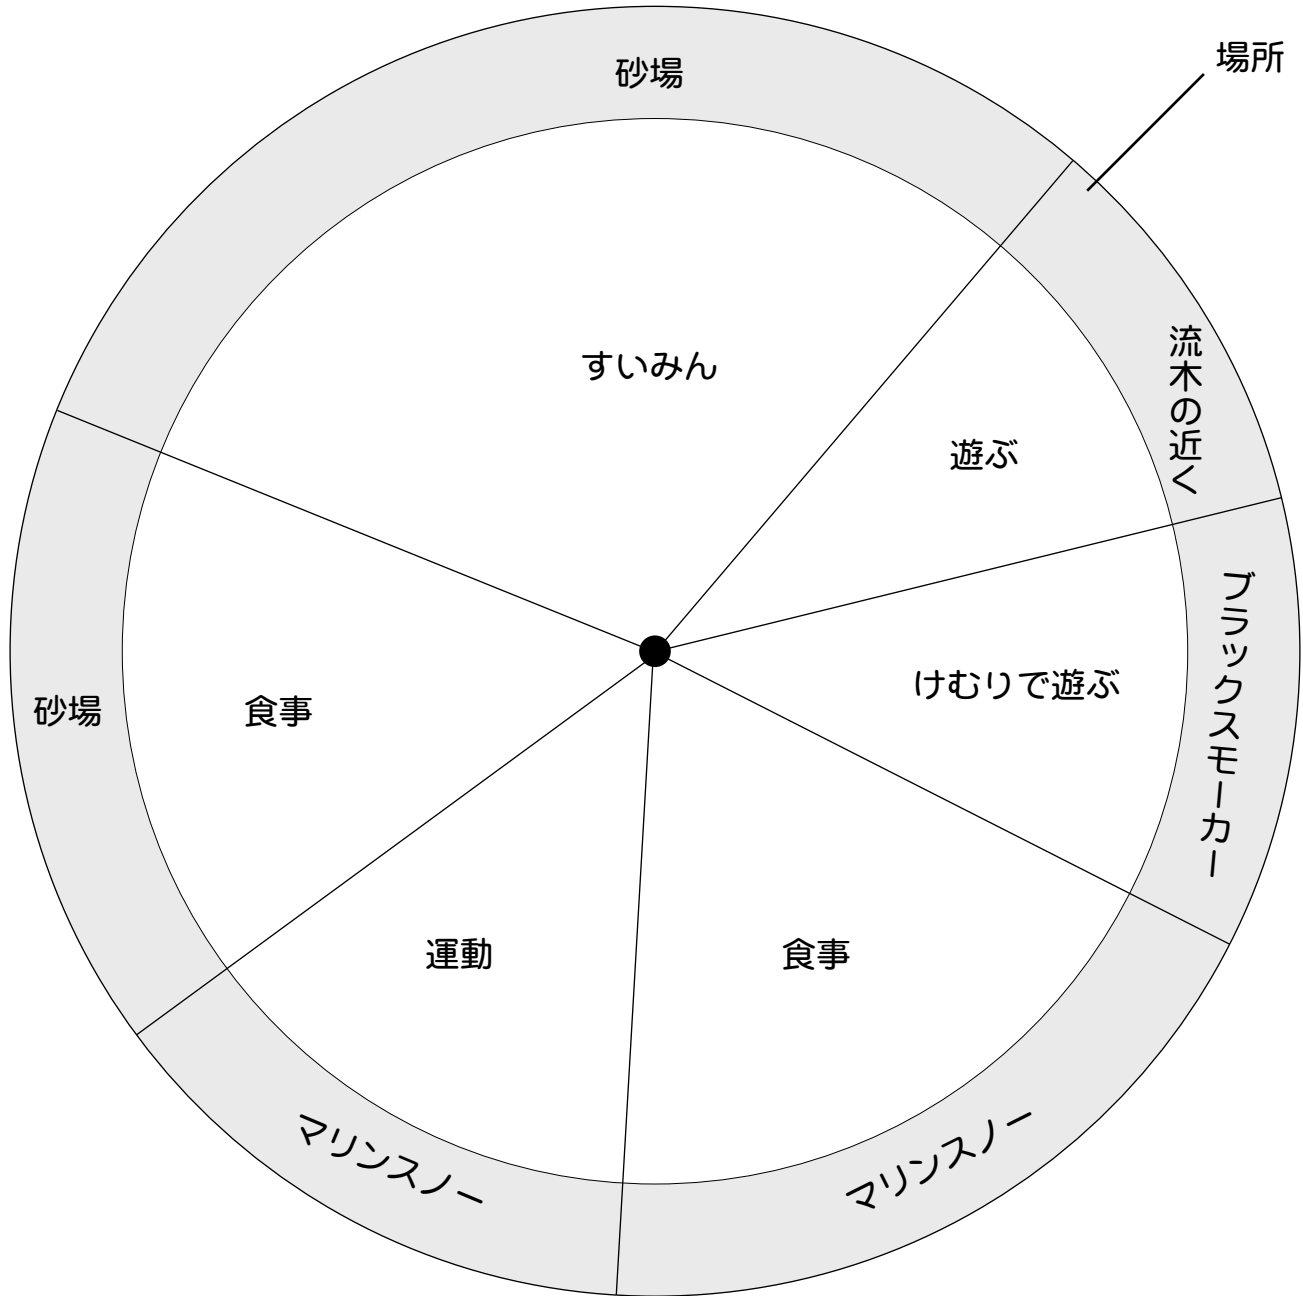 場所
砂場
すいみん
流木の近く
遊ぶ
ブラックスモーカー
けむりで遊ぶ
マリンスノー
食事
マリンスノー
運動
砂場
食事